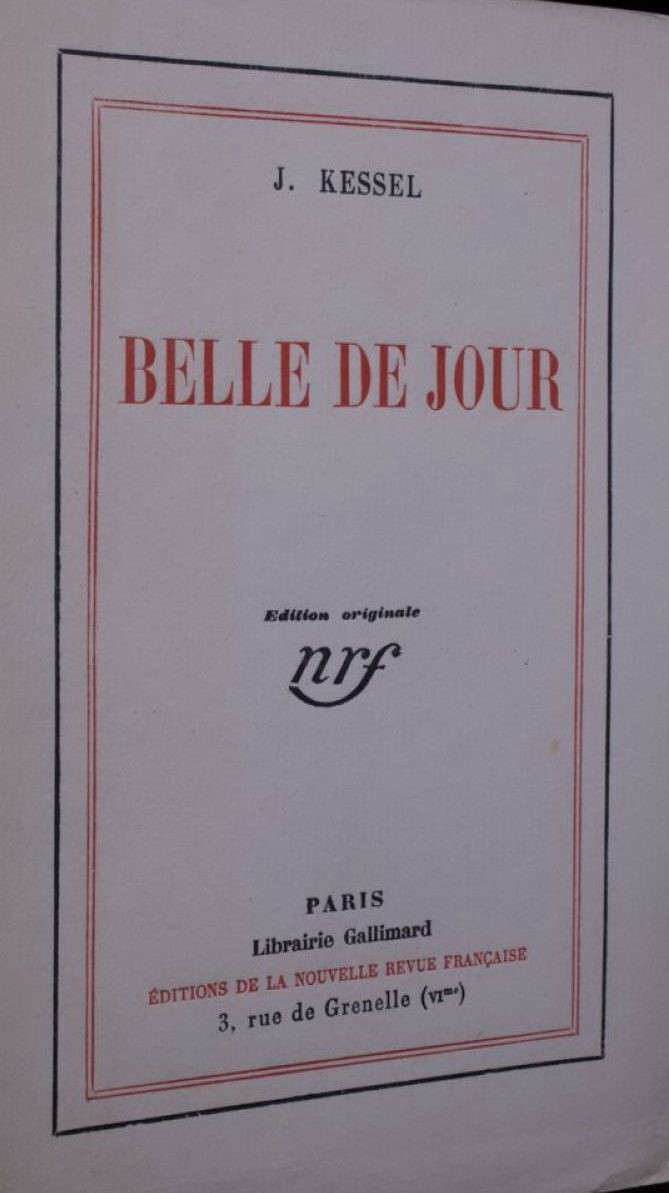 J. KESSEL
BELLE DE JOUR
Edition originale
nrf
PARIS
Librairie Gallimard
ÉDITIONS DE LA NOUVELLE REVUE FRANÇAISE
3, rue de Grenelle (VIme)